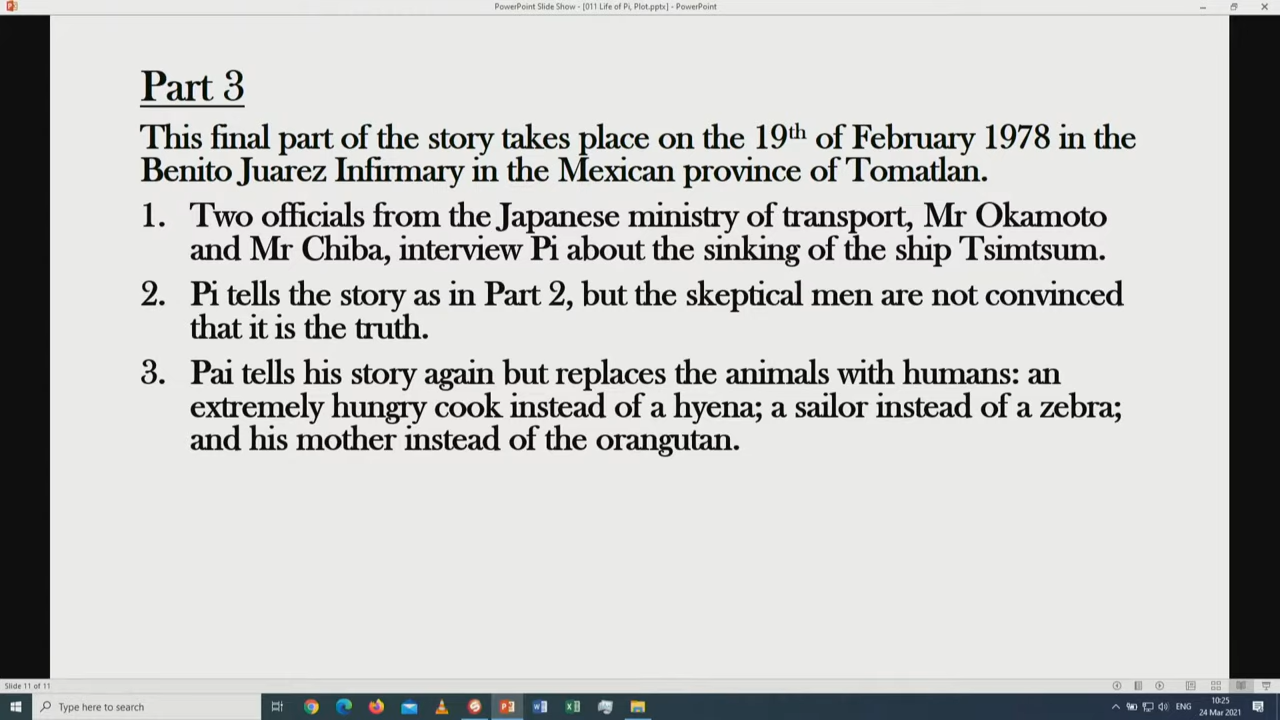 PowerPoint Slide Show - [011 Life of Pi, Plot.pptx] - PowerPoint
Part 3
This final part of the story takes place on the 19th of February 1978 in the
Benito Juarez Infirmary in the Mexican province of Tomatlan.
1. Two officials from the Japanese ministry of transport, Mr Okamoto
and Mr Chiba, interview Pi about the sinking of the ship Tsimtsum.
2. Pi tells the story as in Part 2, but the skeptical men are not convinced
that it is the truth.
3. Pai tells his story again but replaces the animals with humans: an
extremely hungry cook instead of a hyena; a sailor instead of a zebra;
and his mother instead of the orangutan.
Slide 11 of 11
Type here to search
ENG
10:25
24 Mar 2021